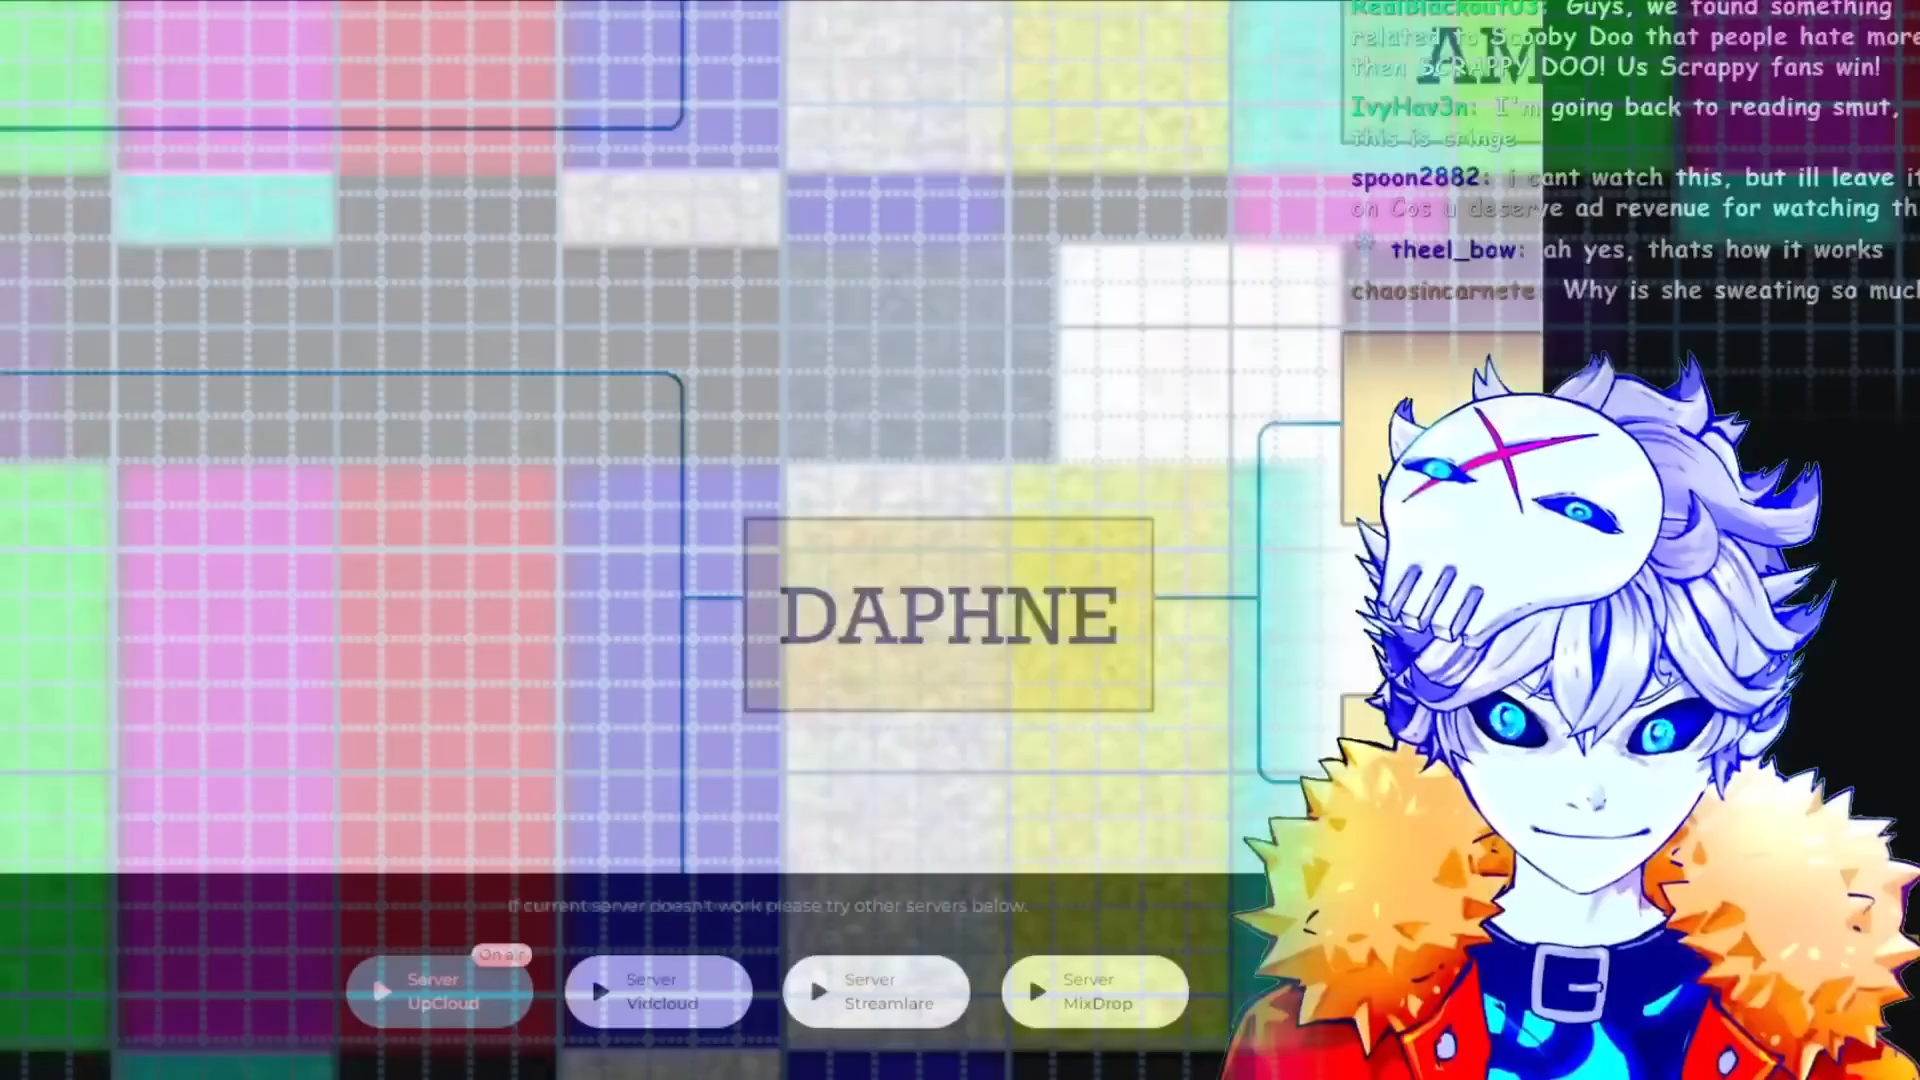 RealBlackout03: Guys, we found something
related to Scooby Doo that people hate more
then SCRAPPY DOO! Us Scrappy fans win!
AM
IvyHav3n: I'm going back to reading smut,
this is cringe
spoon2882: i cant watch this, but ill leave it
on Cos u deserve ad revenue for watching th
theel_bow: ah yes, thats how it works
chaosincarnete: Why is she sweating so much
DAPHNE
If current server doesn't work please try other servers below.
On air
Server
UpCloud
Server
Vidcloud
Server
Streamlare
Server
MixDrop